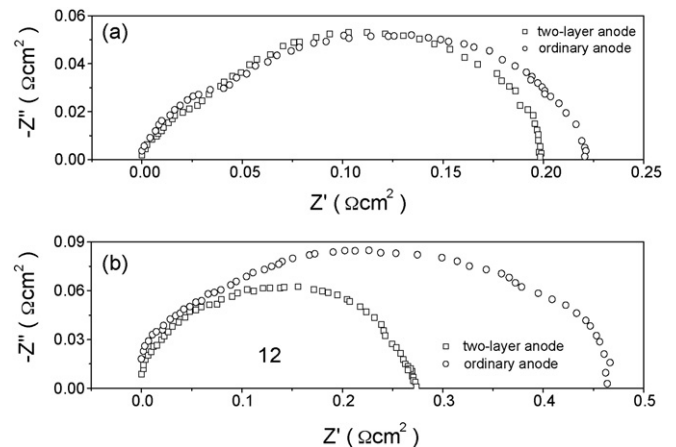 (a)
two-layer anode
ordinary anode
0.06
0.04
0.02
0.00
-Z'' ( Ωcm²)
0.00 0.05 0.10 0.15 0.20 0.25
Z' ( Ωcm²)
(b)
0.09
0.06
0.03
0.00
-Z'' ( Ωcm²)
12
two-layer anode
ordinary anode
0.0 0.1 0.2 0.3 0.4 0.5
Z' ( Ωcm²)